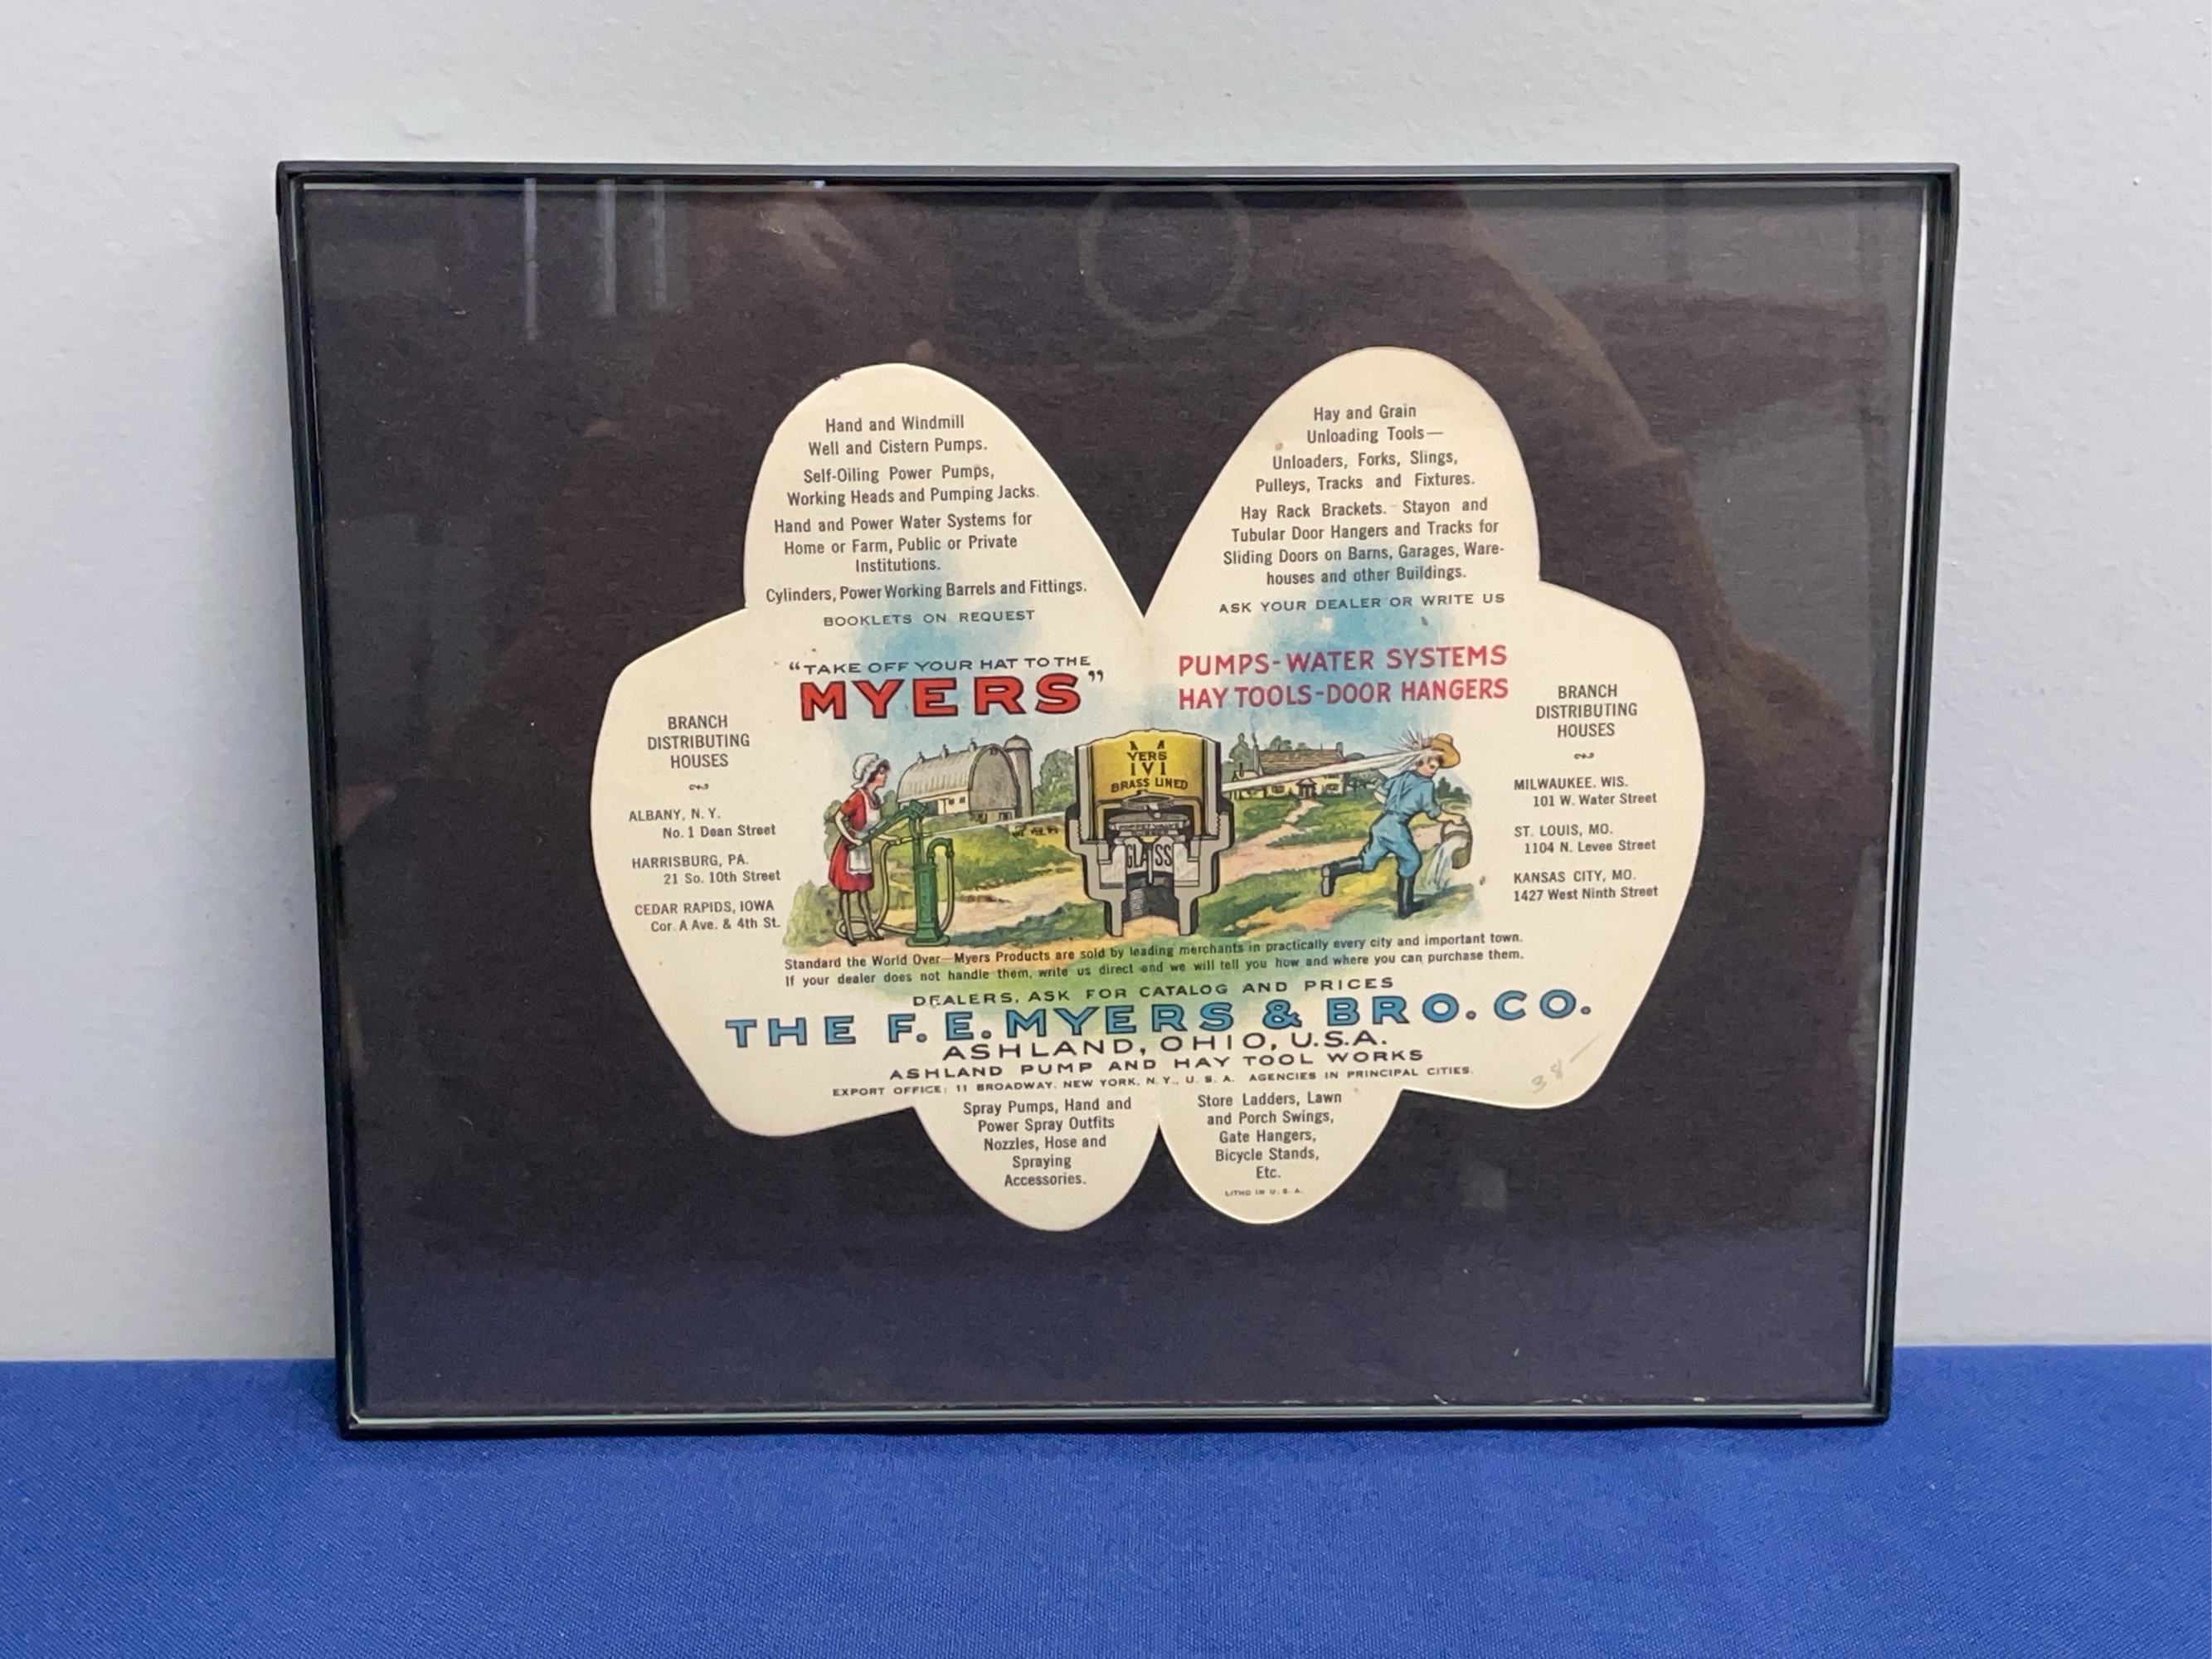 Hand and Windmill
Well and Cistern Pumps.
Self-Oiling Power Pumps,
Working Heads and Pumping Jacks.
Hand and Power Water Systems for
Home or Farm, Public or Private
Institutions.
Cylinders, Power Working Barrels and Fittings.
BOOKLETS ON REQUEST
Hay and Grain
Unloading Tools—
Unloaders, Forks, Slings,
Pulleys, Tracks and Fixtures.
Hay Rack Brackets. Stayon and
Tubular Door Hangers and Tracks for
Sliding Doors on Barns, Garages, Ware-
houses and other Buildings.
ASK YOUR DEALER OR WRITE US
"TAKE OFF YOUR HAT TO THE
MYERS"
PUMPS-WATER SYSTEMS
HAY TOOLS-DOOR HANGERS
BRANCH
DISTRIBUTING
HOUSES
ALBANY, N. Y.
No. 1 Dean Street
HARRISBURG, PA.
21 So. 10th Street
CEDAR RAPIDS, IOWA
Cor. A Ave. & 4th St.
YERS
BRASS LINED
GLASS
BRANCH
DISTRIBUTING
HOUSES
MILWAUKEE. WIS.
101 W. Water Street
ST. LOUIS, MO.
1104 N. Levee Street
KANSAS CITY, MO.
1427 West Ninth Street
Standard the World Over—Myers Products are sold by leading merchants in practically every city and important town.
If your dealer does not handle them, write us direct and we will tell you how and where you can purchase them.
DEALERS, ASK FOR CATALOG AND PRICES
THE F. E. MYERS & BRO. CO.
ASHLAND, OHIO, U.S.A.
ASHLAND PUMP AND HAY TOOL WORKS
EXPORT OFFICE; 11 BROADWAY, NEW YORK, N. Y., U. S. A. AGENCIES IN PRINCIPAL CITIES.
38—
Spray Pumps, Hand and
Power Spray Outfits
Nozzles, Hose and
Spraying
Accessories.
Store Ladders, Lawn
and Porch Swings,
Gate Hangers,
Bicycle Stands,
Etc.
LITHO IN U. S. A.